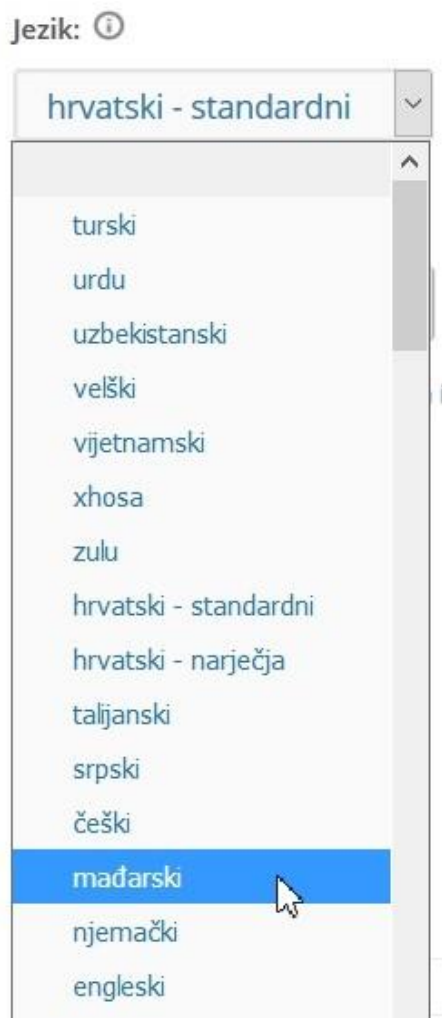 Jezik:
hrvatski - standardni
turski
urdu
uzbekistanski
velški
vijetnamski
xhosa
zulu
hrvatski - standardni
hrvatski - narječja
talijanski
srpski
češki
mađarski
njemački
engleski